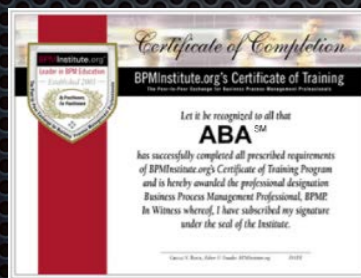 BPMInstitute.org™
Leader in BPM Education
Established 2003
Certificate of Completion
BPMInstitute.org's Certificate of Training
The Peer-to-Peer Exchange for Business Process Management Professionals
Let it be recognized to all that
ABA℠
has successfully completed all prescribed requirements
of BPMInstitute.org's Certificate of Training Program
and is hereby awarded the professional designation
Business Process Management Professional, BPMP.
In Witness whereof, I have subscribed my signature
under the seal of the Institute.